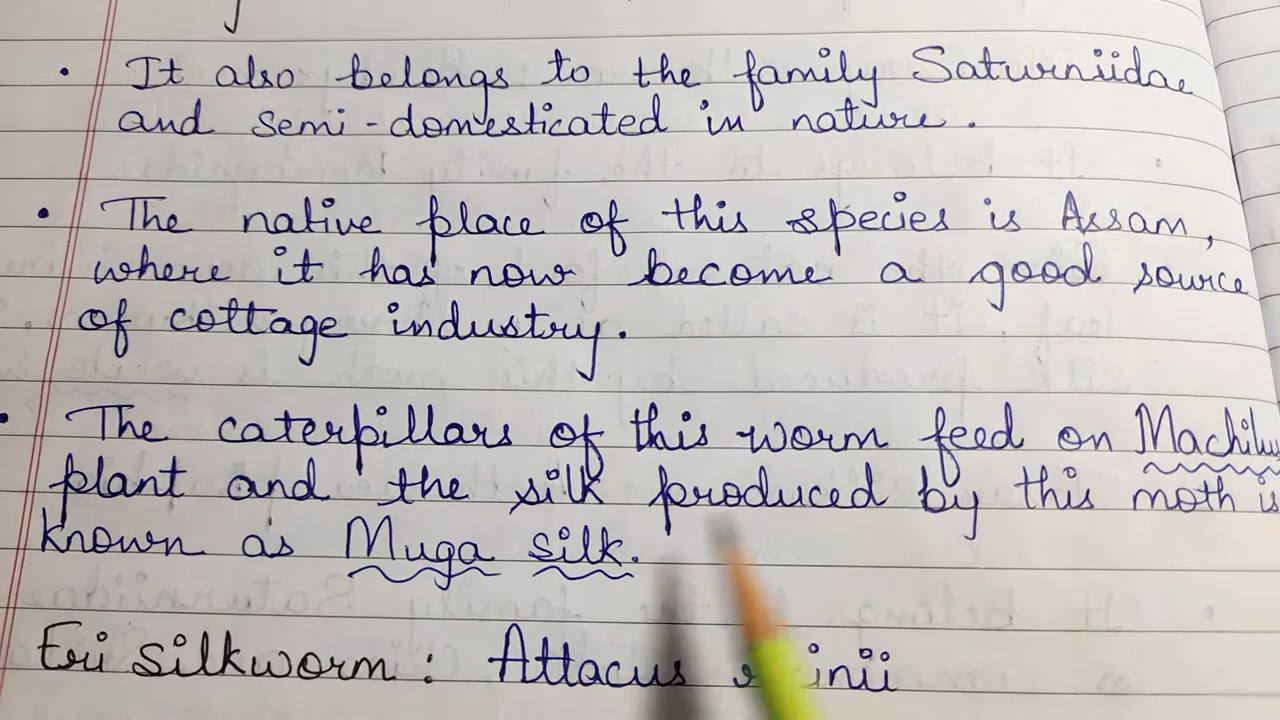 • It also belongs to the family Saturniidae
and semi-domesticated in nature.
• The native place of this species is Assam,
where it has now become a good source
of cottage industry.
• The caterpillars of this worm feed on Machilus
plant and the silk produced by this moth is
known as Muga silk.
Eri silkworm: Attacus